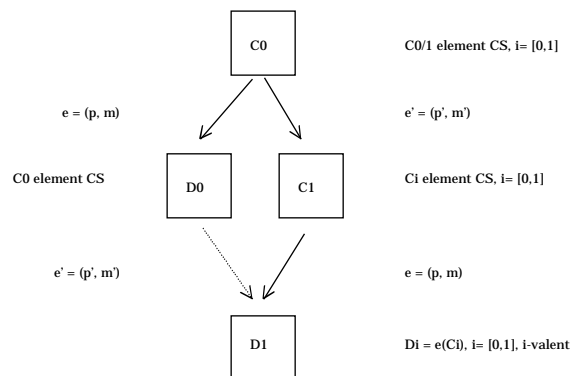 C0
C0/1 element CS, i= [0,1]
e = (p, m)
e' = (p', m')
C0 element CS
D0
C1
Ci element CS, i= [0,1]
e' = (p', m')
e = (p, m)
D1
Di = e(Ci), i= [0,1], i-valent